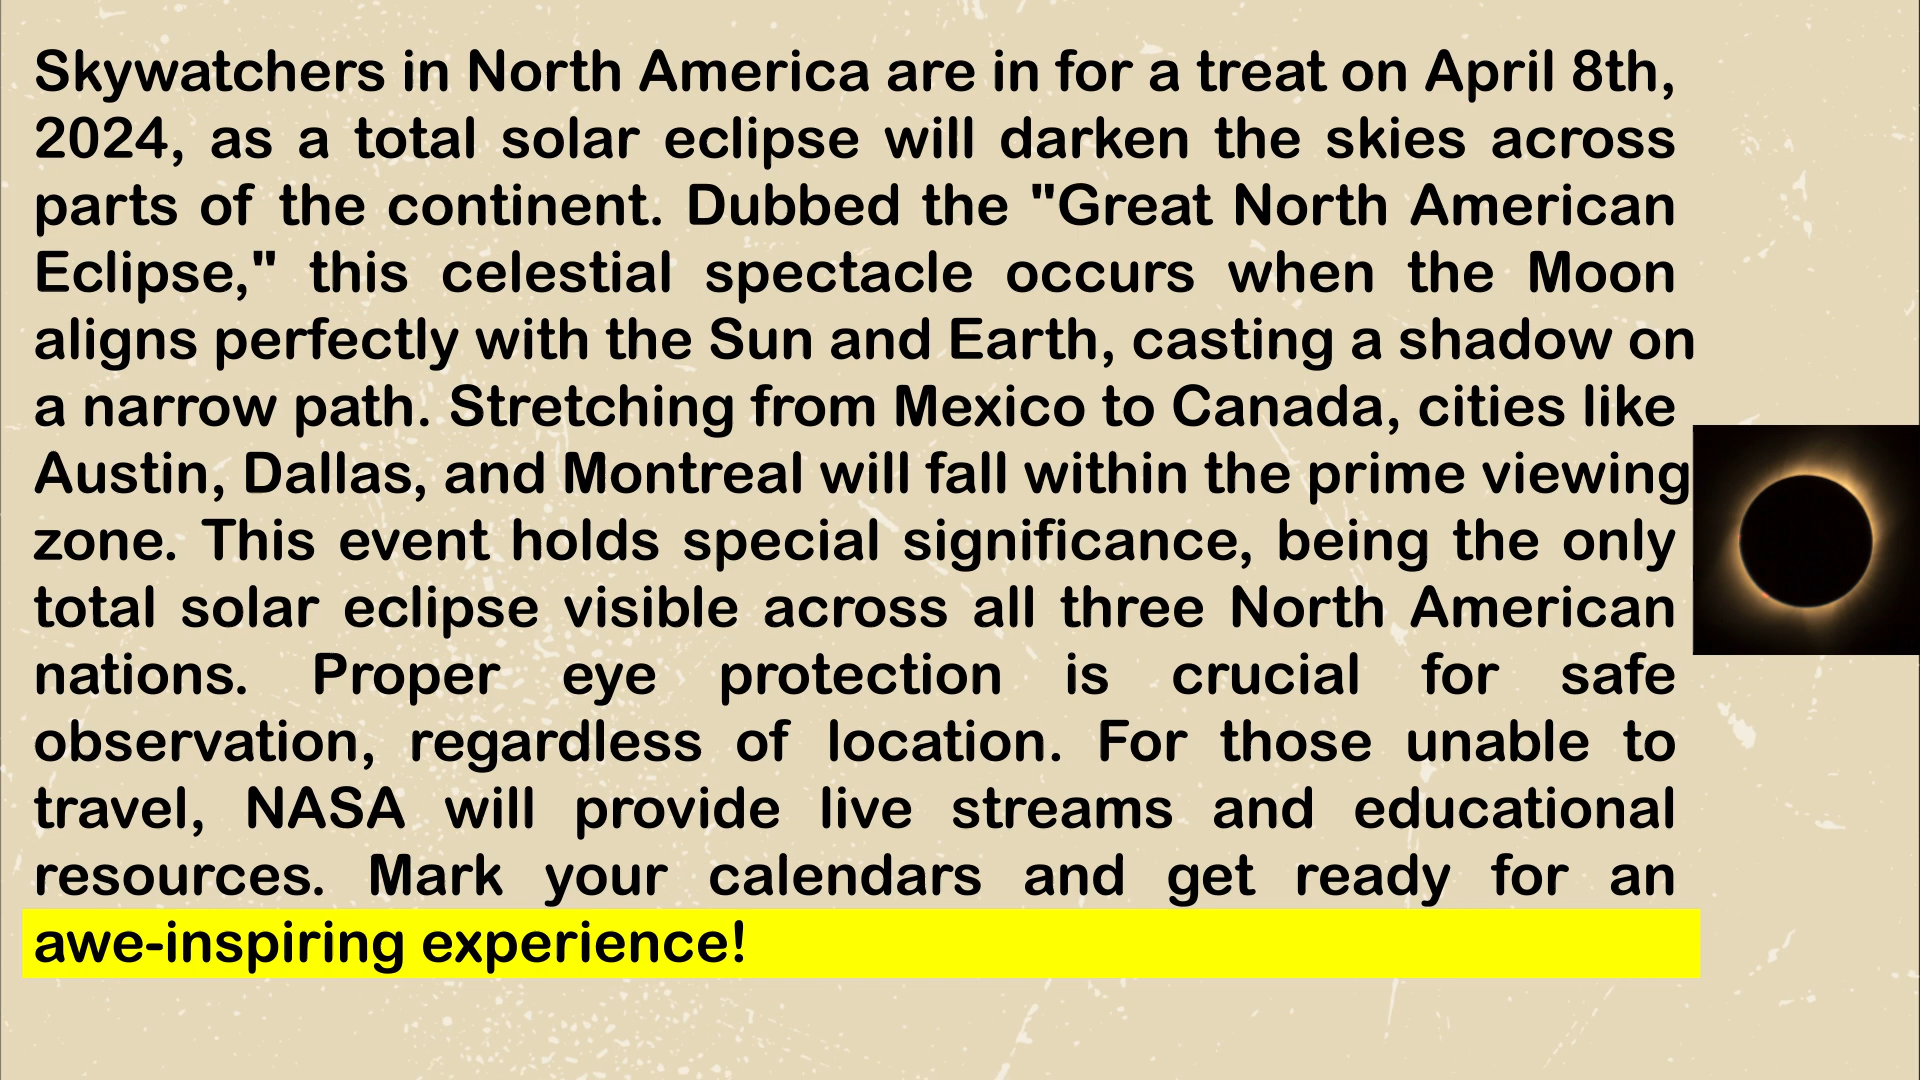 Skywatchers in North America are in for a treat on April 8th,
2024, as a total solar eclipse will darken the skies across
parts of the continent. Dubbed the "Great North American
Eclipse," this celestial spectacle occurs when the Moon
aligns perfectly with the Sun and Earth, casting a shadow on
a narrow path. Stretching from Mexico to Canada, cities like
Austin, Dallas, and Montreal will fall within the prime viewing
zone. This event holds special significance, being the only
total solar eclipse visible across all three North American
nations. Proper eye protection is crucial for safe
observation, regardless of location. For those unable to
travel, NASA will provide live streams and educational
resources. Mark your calendars and get ready for an
awe-inspiring experience!